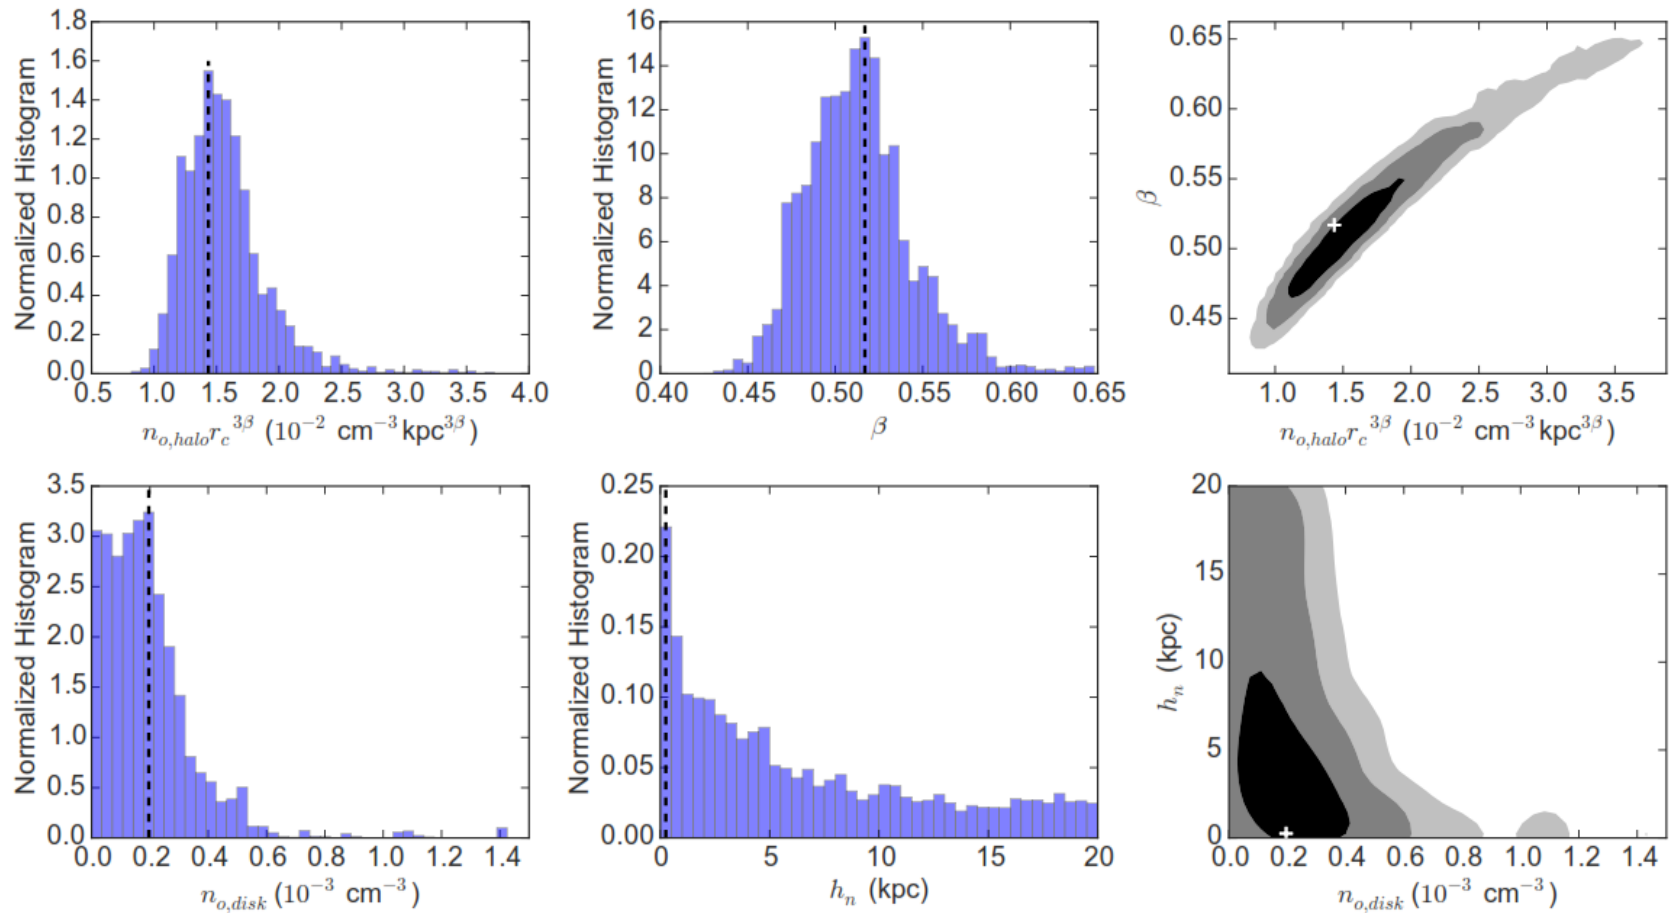 1.8
1.6
1.4
1.2
1.0
0.8
0.6
0.4
0.2
0.0
Normalized Histogram
0.5 1.0 1.5 2.0 2.5 3.0 3.5 4.0
n_{o,halo}r_c^{3β} (10^{-2} cm^{-3} kpc^{3β})
16
14
12
10
8
6
4
2
0
Normalized Histogram
0.40 0.45 0.50 0.55 0.60 0.65
β
0.65
0.60
0.55
0.50
0.45
β
1.0 1.5 2.0 2.5 3.0 3.5
n_{o,halo}r_c^{3β} (10^{-2} cm^{-3} kpc^{3β})
3.5
3.0
2.5
2.0
1.5
1.0
0.5
0.0
Normalized Histogram
0.0 0.2 0.4 0.6 0.8 1.0 1.2 1.4
n_{o,disk} (10^{-3} cm^{-3})
0.25
0.20
0.15
0.10
0.05
0.00
Normalized Histogram
0 5 10 15 20
h_n (kpc)
20
15
10
5
0
h_n (kpc)
0.0 0.2 0.4 0.6 0.8 1.0 1.2 1.4
n_{o,disk} (10^{-3} cm^{-3})